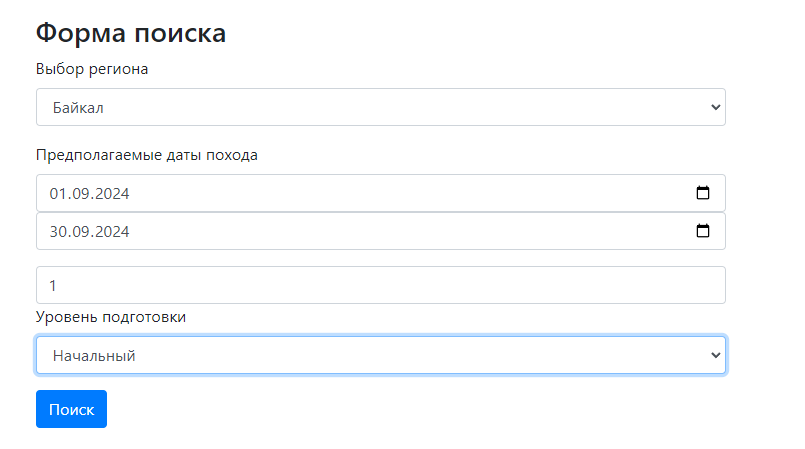 Форма поиска
Выбор региона
Байкал
Предполагаемые даты похода
01.09.2024
30.09.2024
1
Уровень подготовки
Начальный
Поиск